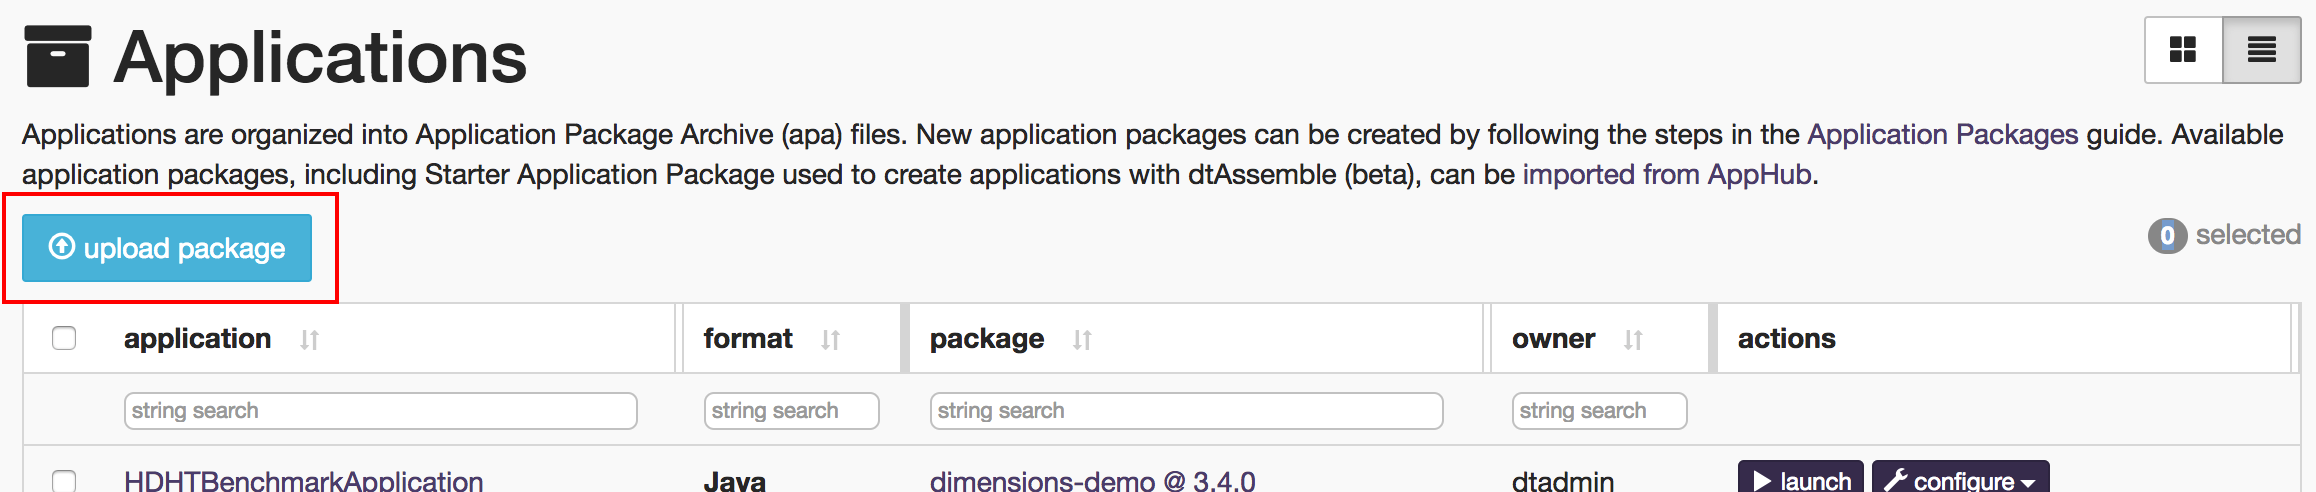 Applications
Applications are organized into Application Package Archive (apa) files. New application packages can be created by following the steps in the Application Packages guide. Available
application packages, including Starter Application Package used to create applications with dtAssemble (beta), can be imported from AppHub.
upload package
0 selected
application format package owner actions
string search string search string search string search
HDHTBenchmarkApplication Java dimensions-demo @ 3.4.0 dtadmin launch configure